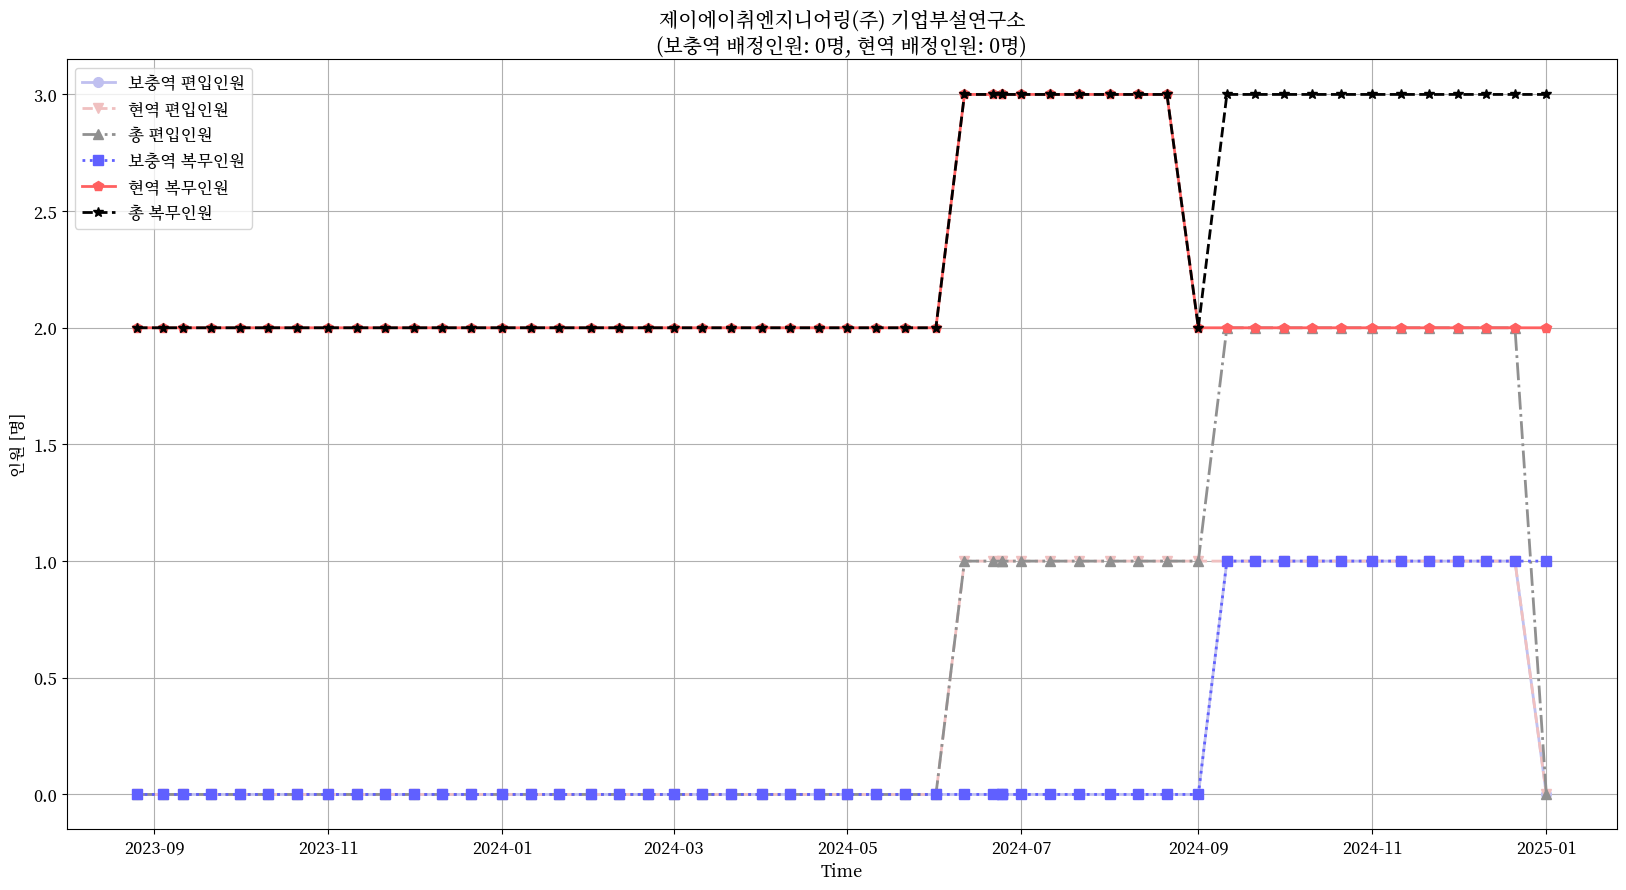 제이에이취엔지니어링(주) 기업부설연구소
(보충역 배정인원: 0명, 현역 배정인원: 0명)
보충역 편입인원
현역 편입인원
총 편입인원
보충역 복무인원
현역 복무인원
총 복무인원
인원 [명]
3.0
2.5
2.0
1.5
1.0
0.5
0.0
2023-09
2023-11
2024-01
2024-03
2024-05
2024-07
2024-09
2024-11
2025-01
Time